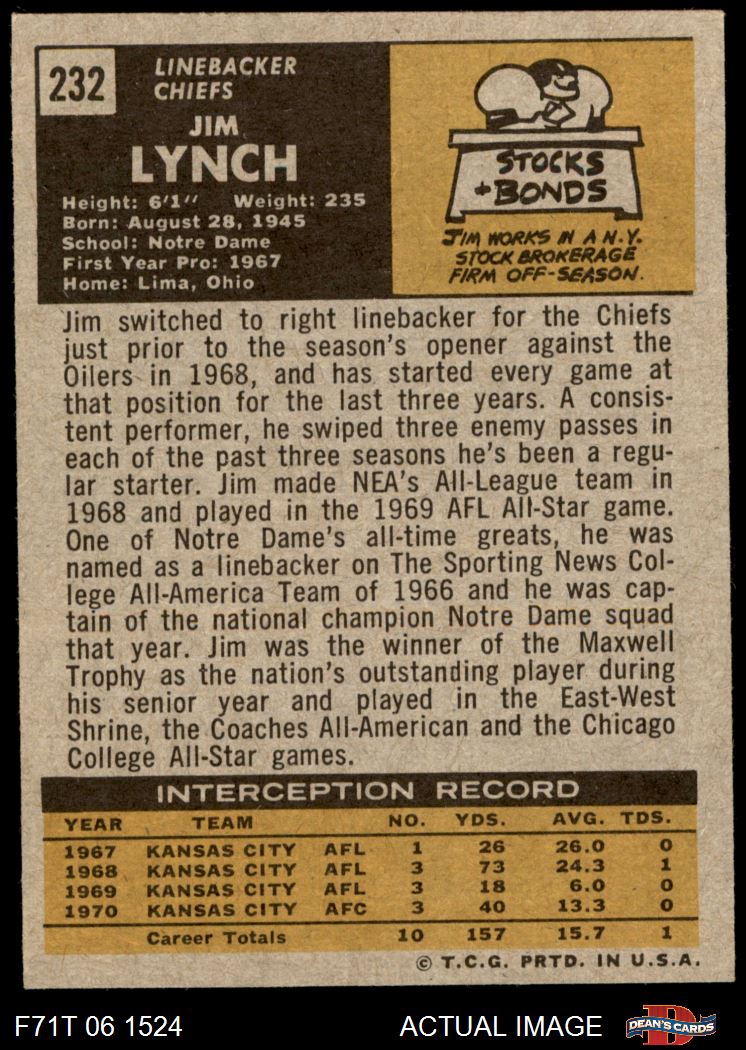 232
LINEBACKER
CHIEFS
JIM
LYNCH
Height: 6'1" Weight: 235
Born: August 28, 1945
School: Notre Dame
First Year Pro: 1967
Home: Lima, Ohio
STOCKS
+ BONDS
JIM WORKS IN A N.Y.
STOCK BROKERAGE
FIRM OFF-SEASON.
Jim switched to right linebacker for the Chiefs
just prior to the season's opener against the
Oilers in 1968, and has started every game at
that position for the last three years. A consis-
tent performer, he swiped three enemy passes in
each of the past three seasons he's been a regu-
lar starter. Jim made NEA's All-League team in
1968 and played in the 1969 AFL All-Star game.
One of Notre Dame's all-time greats, he was
named as a linebacker on The Sporting News Col-
lege All-America Team of 1966 and he was cap-
tain of the national champion Notre Dame squad
that year. Jim was the winner of the Maxwell
Trophy as the nation's outstanding player during
his senior year and played in the East-West
Shrine, the Coaches All-American and the Chicago
College All-Star games.
INTERCEPTION RECORD
YEAR TEAM NO. YDS. AVG. TDS.
1967 KANSAS CITY AFL 1 26 26.0 0
1968 KANSAS CITY AFL 3 73 24.3 1
1969 KANSAS CITY AFL 3 18 6.0 0
1970 KANSAS CITY AFC 3 40 13.3 0
Career Totals 10 157 15.7 1
© T.C.G. PRTD. IN U.S.A.
F71T 06 1524 ACTUAL IMAGE DEAN'S CARDS